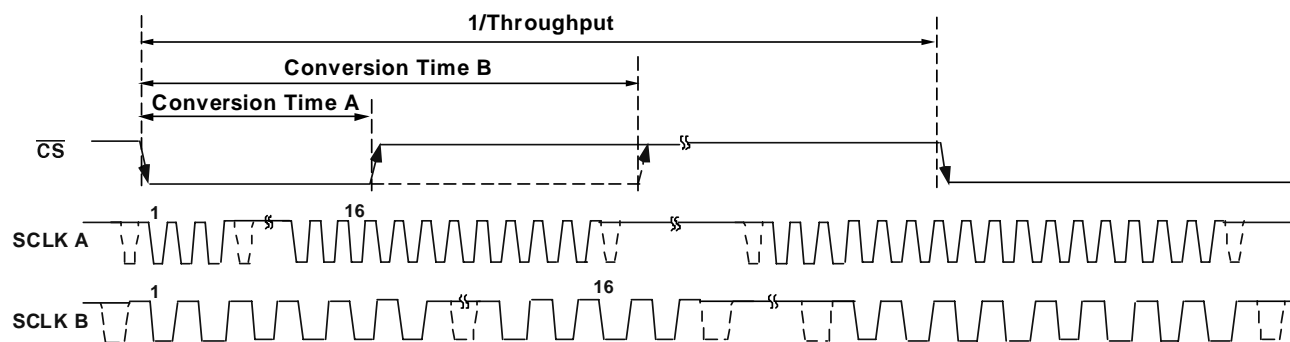 1/Throughput
Conversion Time B
Conversion Time A
CS
1
16
SCLK A
1
16
SCLK B